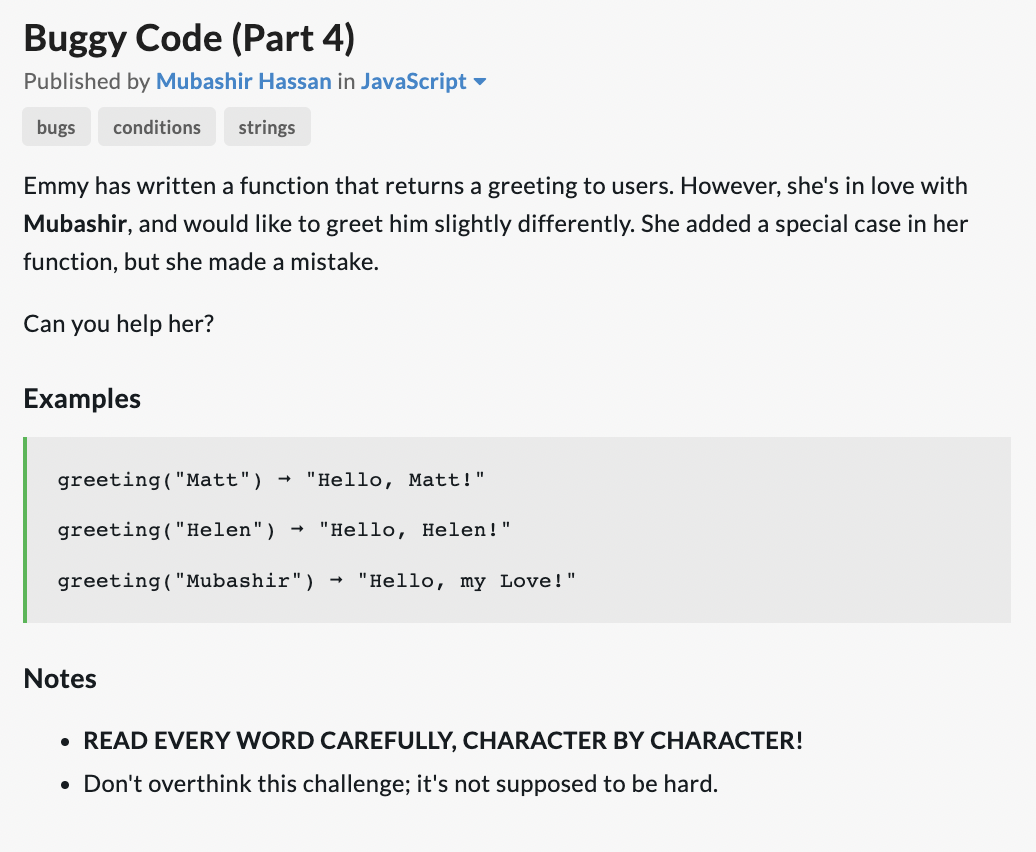 Buggy Code (Part 4)
Published by Mubashir Hassan in JavaScript
bugs conditions strings
Emmy has written a function that returns a greeting to users. However, she's in love with
Mubashir, and would like to greet him slightly differently. She added a special case in her
function, but she made a mistake.
Can you help her?
Examples
greeting("Matt") → "Hello, Matt!"
greeting("Helen") → "Hello, Helen!"
greeting("Mubashir") → "Hello, my Love!"
Notes
• READ EVERY WORD CAREFULLY, CHARACTER BY CHARACTER!
• Don't overthink this challenge; it's not supposed to be hard.